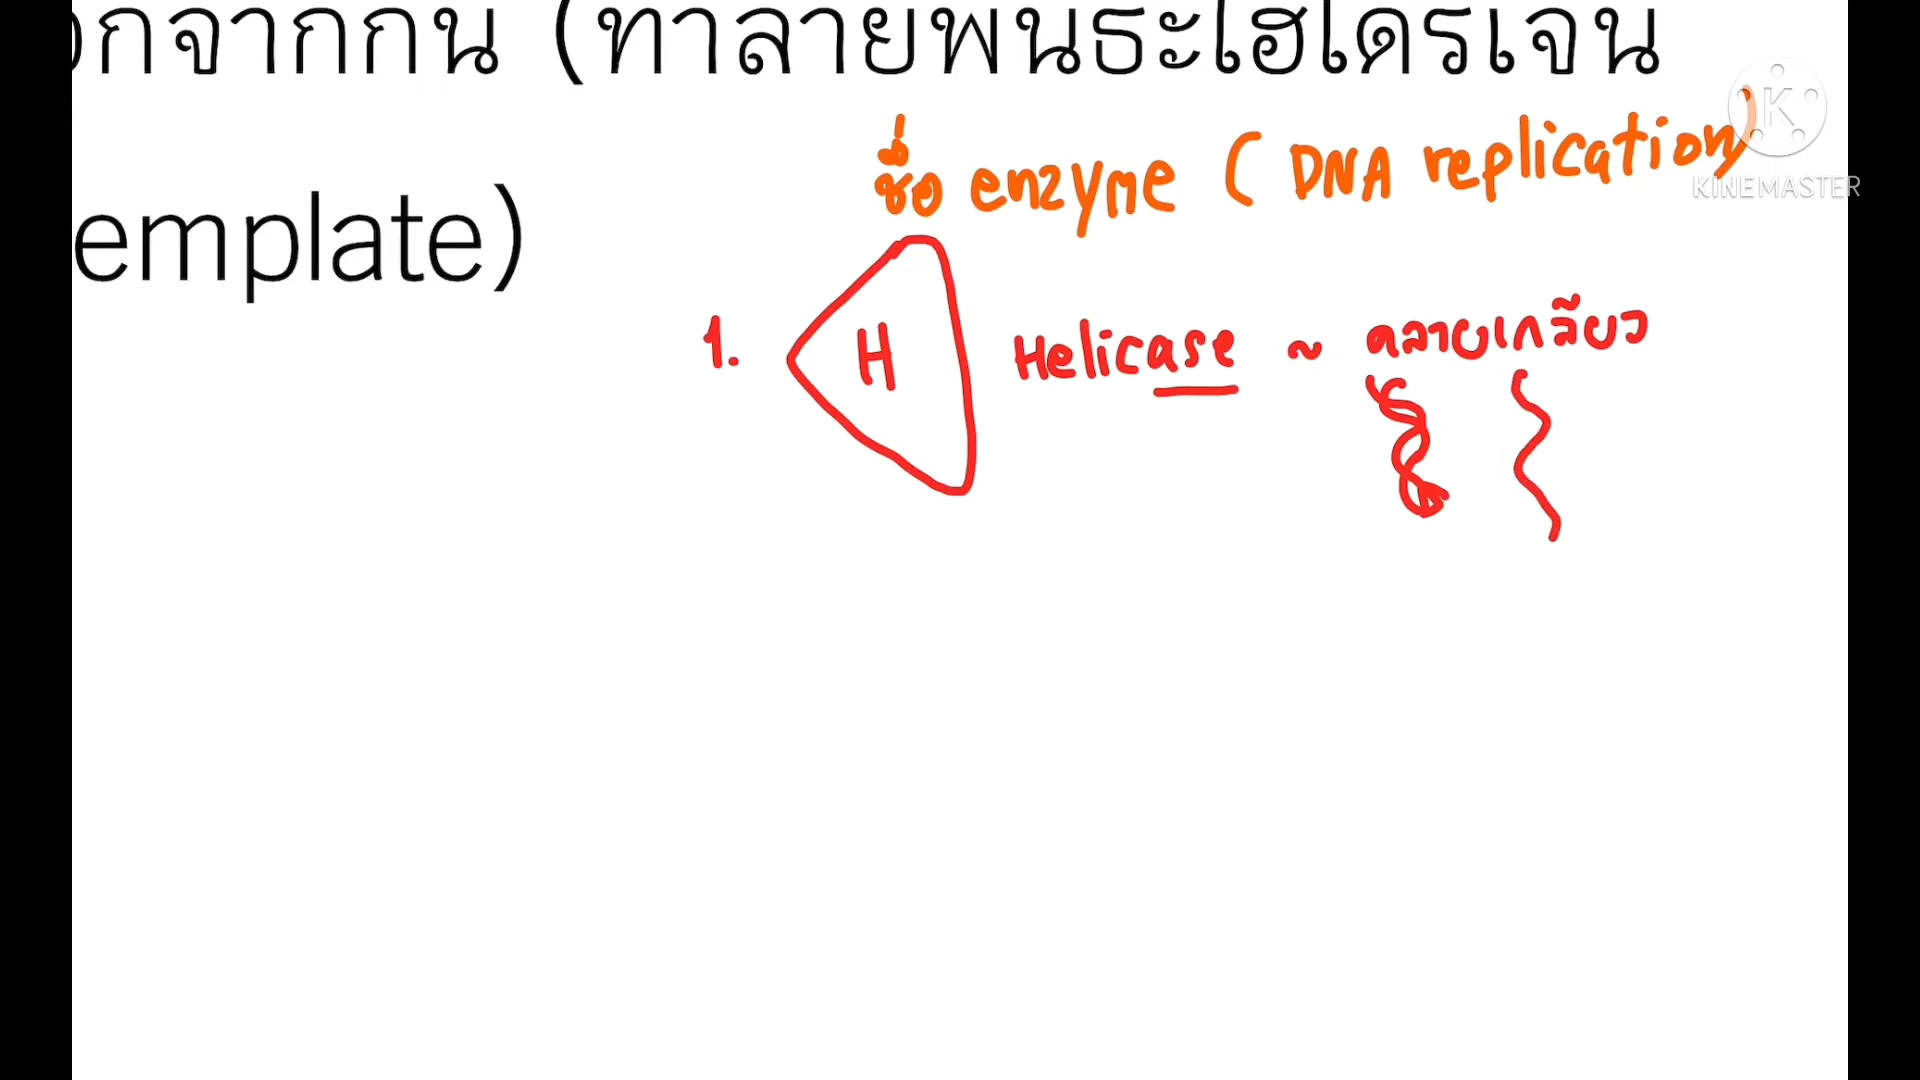 อกจากกัน (ทำลายพันธะไฮโดรเจน
ชื่อ enzyme ( DNA replication)
KINEMASTER
emplate)
1. H Helicase ~ คลายเกลียว